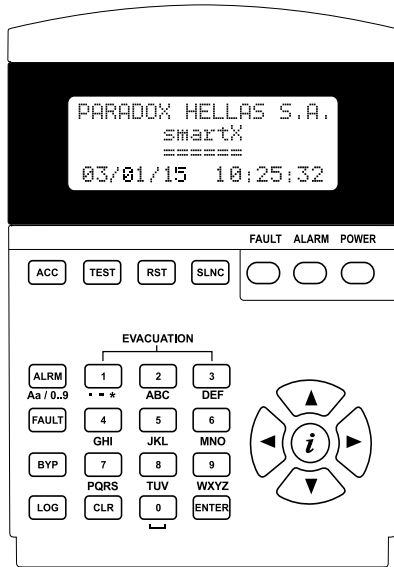 PARADOX HELLAS S.A.
smartX
======
03/01/15 10:25:32
FAULT ALARM POWER
ACC TEST RST SLNC
EVACUATION
ALRM 1 2 3
Aa / 0..9 - - * ABC DEF
FAULT 4 5 6
GHI JKL MNO
BYP 7 8 9
PQRS TUV WXYZ
LOG CLR 0 ENTER
i